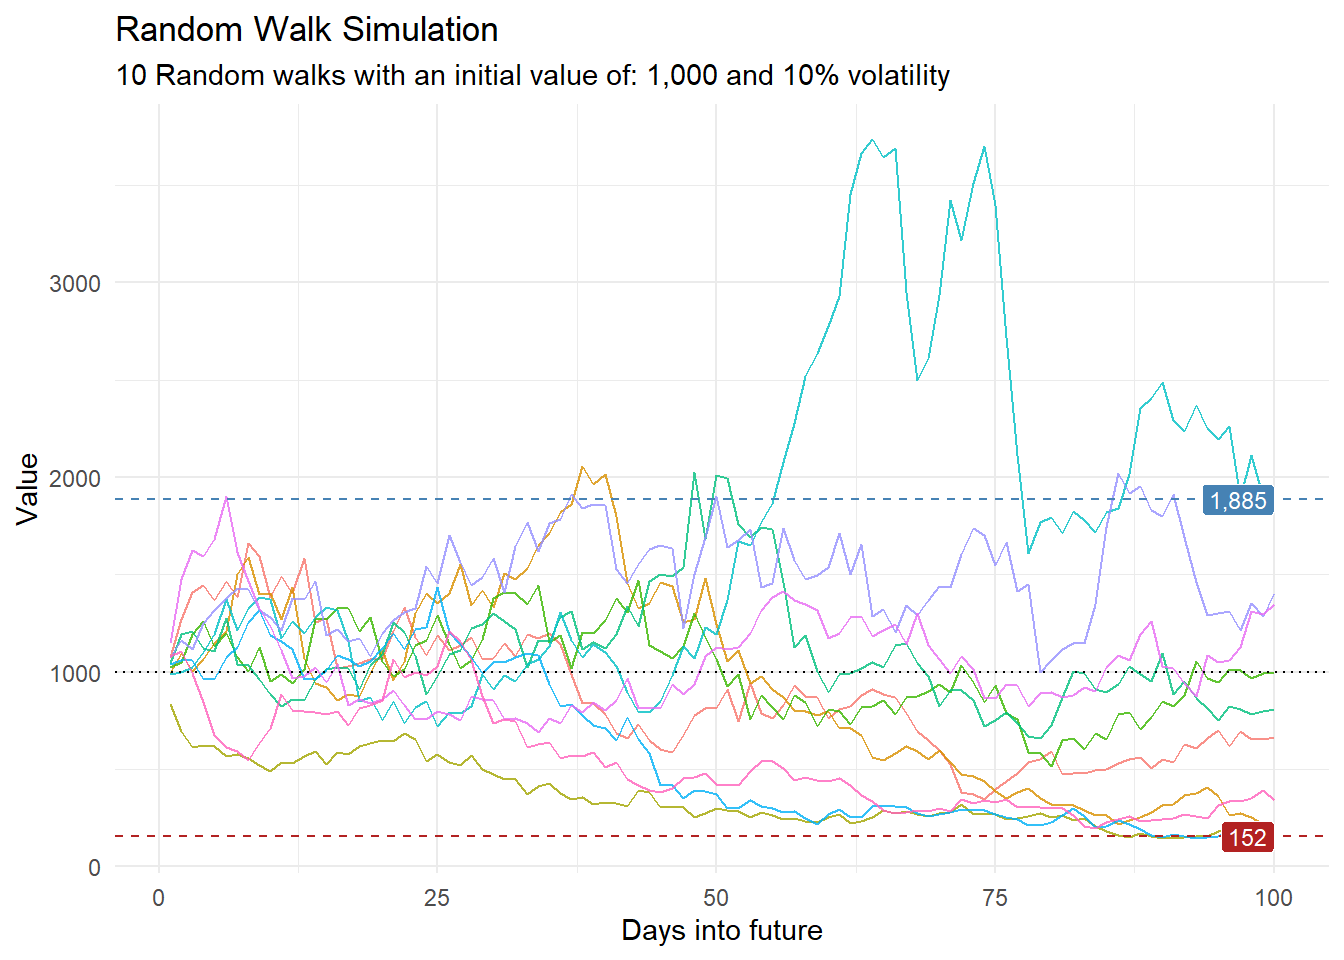 Random Walk Simulation
10 Random walks with an initial value of: 1,000 and 10% volatility
Value
3000
2000
1000
0
1,885
152
0
25
50
75
100
Days into future